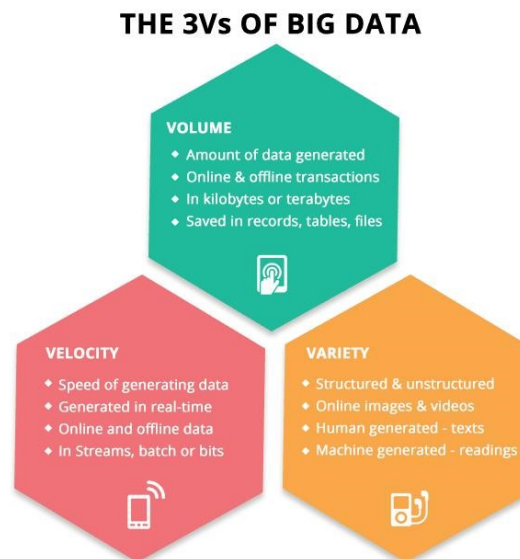 THE 3Vs OF BIG DATA
VOLUME
◆ Amount of data generated
◆ Online & offline transactions
◆ In kilobytes or terabytes
◆ Saved in records, tables, files
VELOCITY
◆ Speed of generating data
◆ Generated in real-time
◆ Online and offline data
◆ In Streams, batch or bits
VARIETY
◆ Structured & unstructured
◆ Online images & videos
◆ Human generated - texts
◆ Machine generated - readings